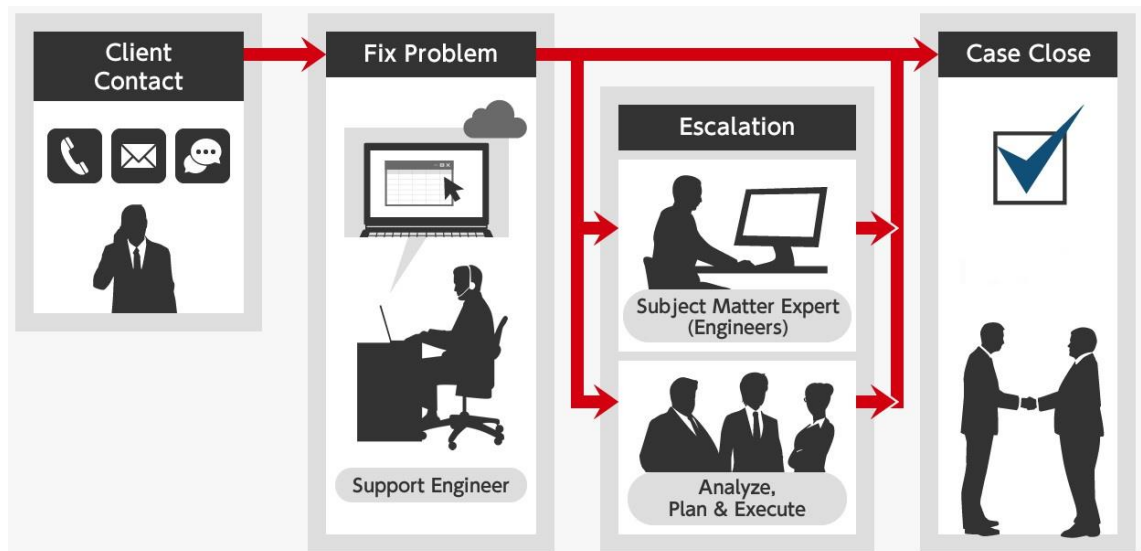 Client
Contact
Fix Problem
Case Close
Escalation
Subject Matter Expert
(Engineers)
Support Engineer
Analyze,
Plan & Execute